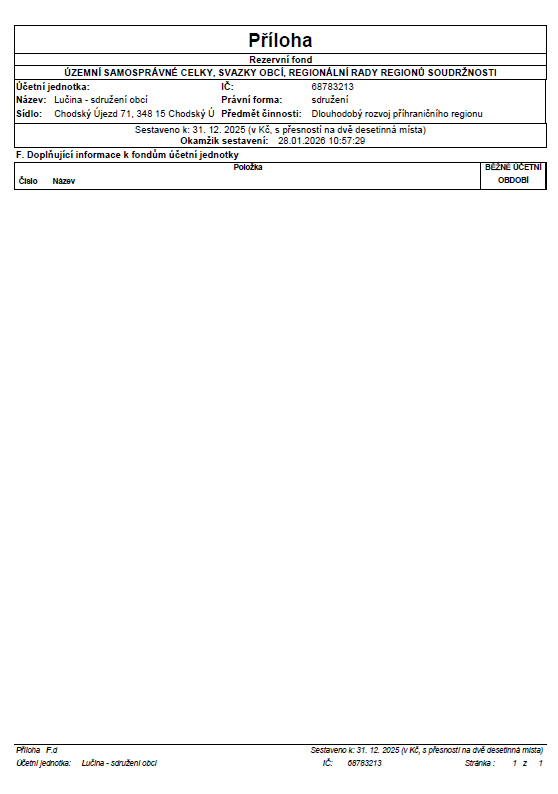 Příloha
Rezervní fond
ÚZEMNÍ SAMOSPRÁVNÉ CELKY, SVAZKY OBCÍ, REGIONÁLNÍ RADY REGIONŮ SOUDRŽNOSTI
Účetní jednotka: IČ: 68783213
Název: Lučina - sdružení obcí Právní forma: sdružení
Sídlo: Chodský Újezd 71, 348 15 Chodský Ú Předmět činnosti: Dlouhodobý rozvoj příhraničního regionu
Sestaveno k: 31. 12. 2025 (v Kč, s přesností na dvě desetinná místa)
Okamžik sestavení: 28.01.2026 10:57:29
F. Doplňující informace k fondům účetní jednotky
Položka BĚŽNÉ ÚČETNÍ
Číslo Název OBDOBÍ
Příloha F.d Sestaveno k: 31. 12. 2025 (v Kč, s přesností na dvě desetinná místa)
Účetní jednotka: Lučina - sdružení obcí IČ: 68783213 Stránka : 1 z 1